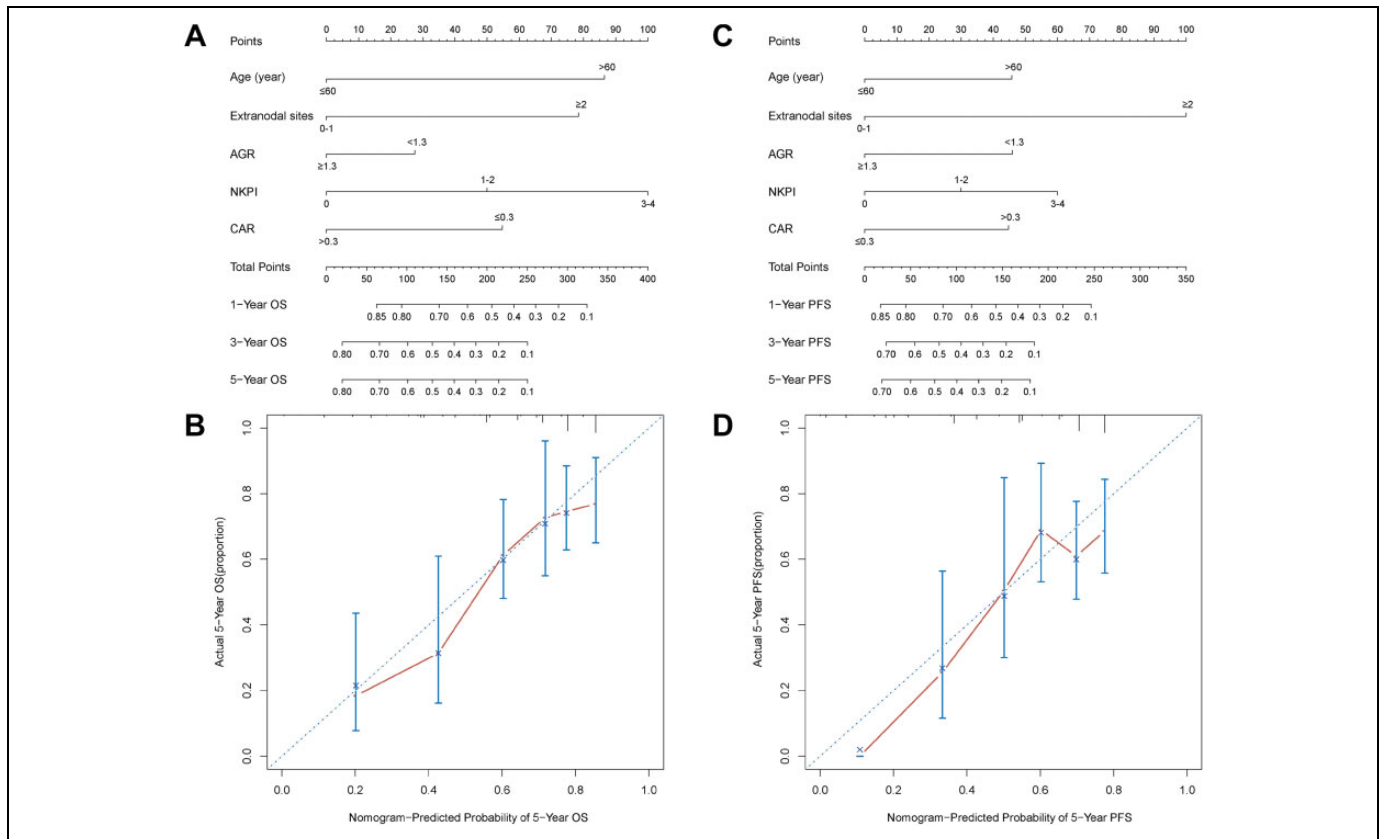 A
Points
0 10 20 30 40 50 60 70 80 90 100
Age (year)
>60
≤60
Extranodal sites
≥2
0-1
AGR
<1.3
≥1.3
NKPI
1-2
0
3-4
CAR
≤0.3
>0.3
Total Points
0 50 100 150 200 250 300 350 400
1-Year OS
0.85 0.80 0.70 0.6 0.5 0.4 0.3 0.2 0.1
3-Year OS
0.80 0.70 0.6 0.5 0.4 0.3 0.2 0.1
5-Year OS
0.80 0.70 0.6 0.5 0.4 0.3 0.2 0.1
C
Points
0 10 20 30 40 50 60 70 80 90 100
Age (year)
>60
≤60
Extranodal sites
≥2
0-1
AGR
<1.3
≥1.3
NKPI
1-2
0
3-4
CAR
>0.3
≤0.3
Total Points
0 50 100 150 200 250 300 350
1-Year PFS
0.85 0.80 0.70 0.6 0.5 0.4 0.3 0.2 0.1
3-Year PFS
0.70 0.6 0.5 0.4 0.3 0.2 0.1
5-Year PFS
0.70 0.6 0.5 0.4 0.3 0.2 0.1
B
Actual 5-Year OS(proportion)
1.0
0.8
0.6
0.4
0.2
0.0
0.0 0.2 0.4 0.6 0.8 1.0
Nomogram-Predicted Probability of 5-Year OS
D
Actual 5-Year PFS(proportion)
1.0
0.8
0.6
0.4
0.2
0.0
0.0 0.2 0.4 0.6 0.8 1.0
Nomogram-Predicted Probability of 5-Year PFS